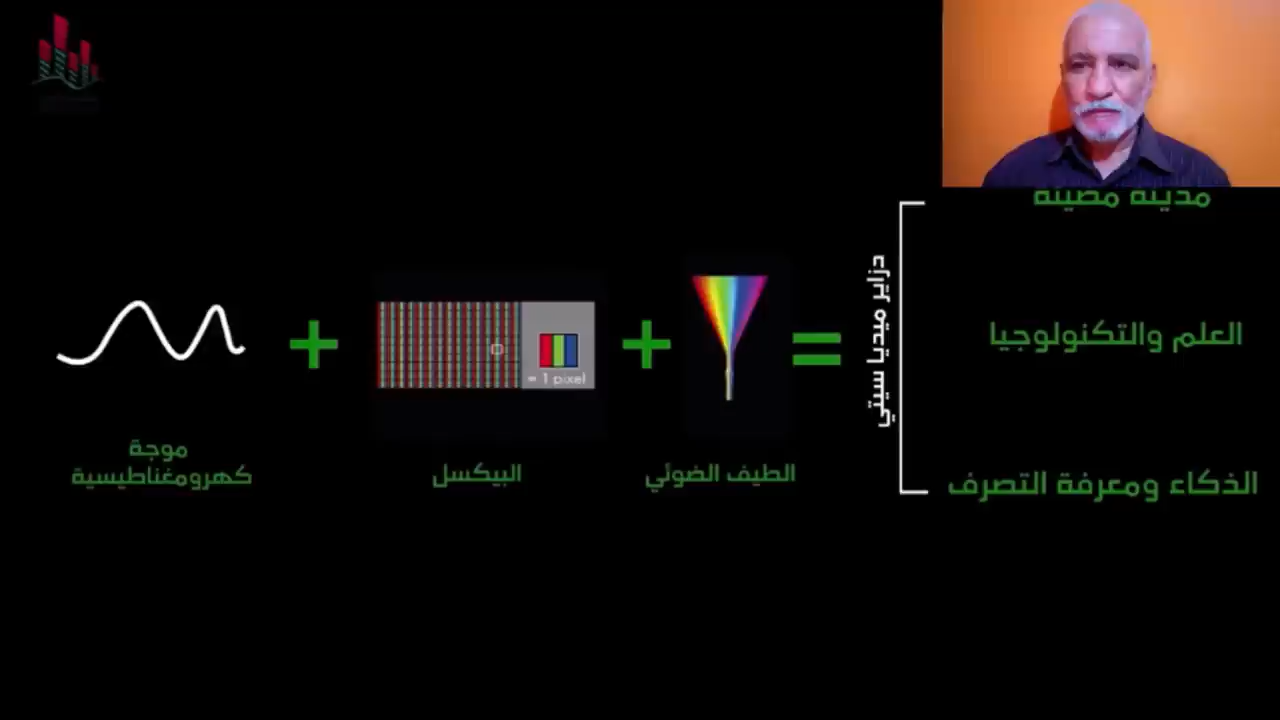 مدينة مضيئة
دزاير ميديا سيتي
العلم والتكنولوجيا
الذكاء ومعرفة التصرف
= 1 pixel
موجة
كهرومغناطيسية
البيكسل
الطيف الضوئي